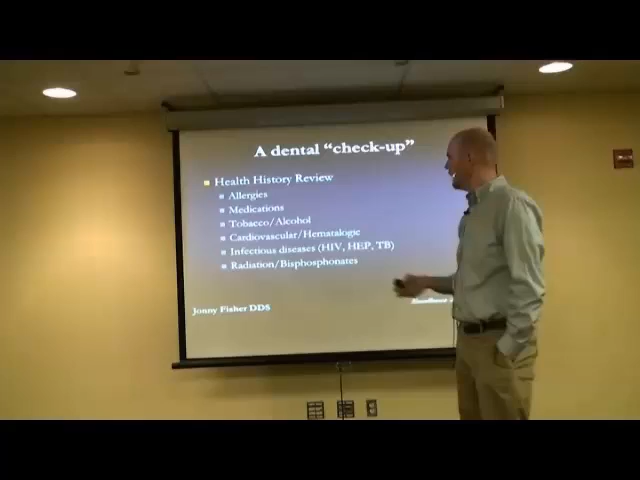 A dental “check-up”
Health History Review
Allergies
Medications
Tobacco/Alcohol
Cardiovascular/Hematalogic
Infectious diseases (HIV, HEP, TB)
Radiation/Bisphosphonates
Jonny Fisher DDS